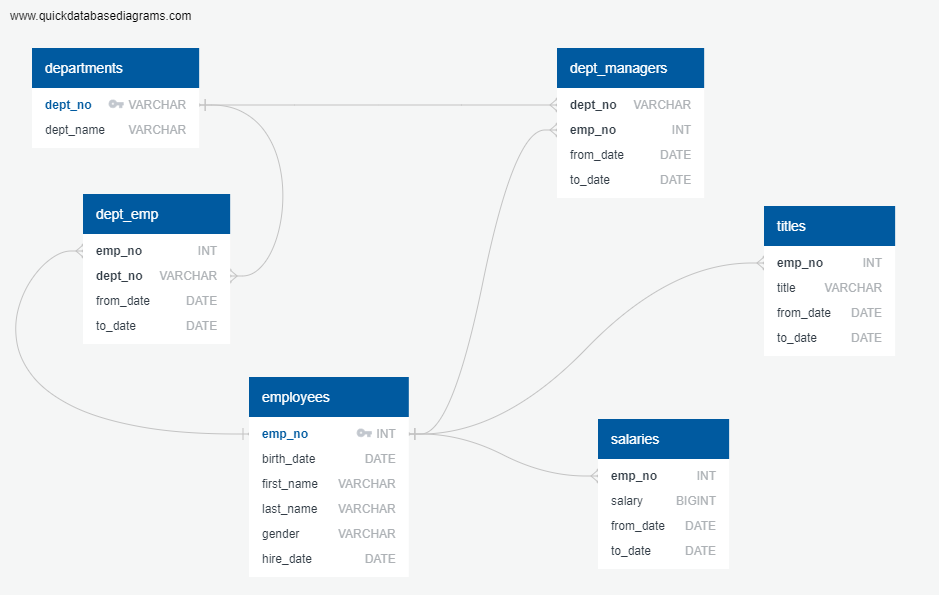 www.quickdatabasediagrams.com
departments
dept_no VARCHAR
dept_name VARCHAR
dept_managers
dept_no VARCHAR
emp_no INT
from_date DATE
to_date DATE
dept_emp
emp_no INT
dept_no VARCHAR
from_date DATE
to_date DATE
titles
emp_no INT
title VARCHAR
from_date DATE
to_date DATE
employees
emp_no INT
birth_date DATE
first_name VARCHAR
last_name VARCHAR
gender VARCHAR
hire_date DATE
salaries
emp_no INT
salary BIGINT
from_date DATE
to_date DATE